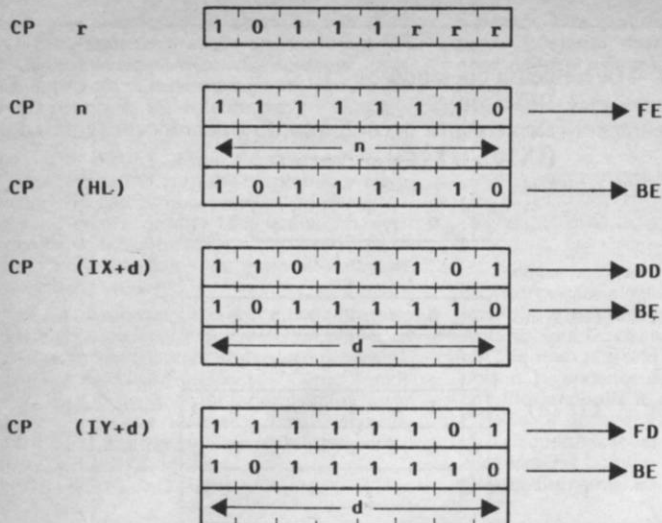 CP r 1 0 1 1 r r r
CP n 1 1 1 1 1 1 0 FE
n
CP (HL) 1 0 1 1 1 1 1 0 BE
CP (IX+d) 1 1 0 1 1 1 0 1 DD
1 0 1 1 1 1 1 0 BE
d
CP (IY+d) 1 1 1 1 1 1 0 1 FD
1 0 1 1 1 1 1 0 BE
d